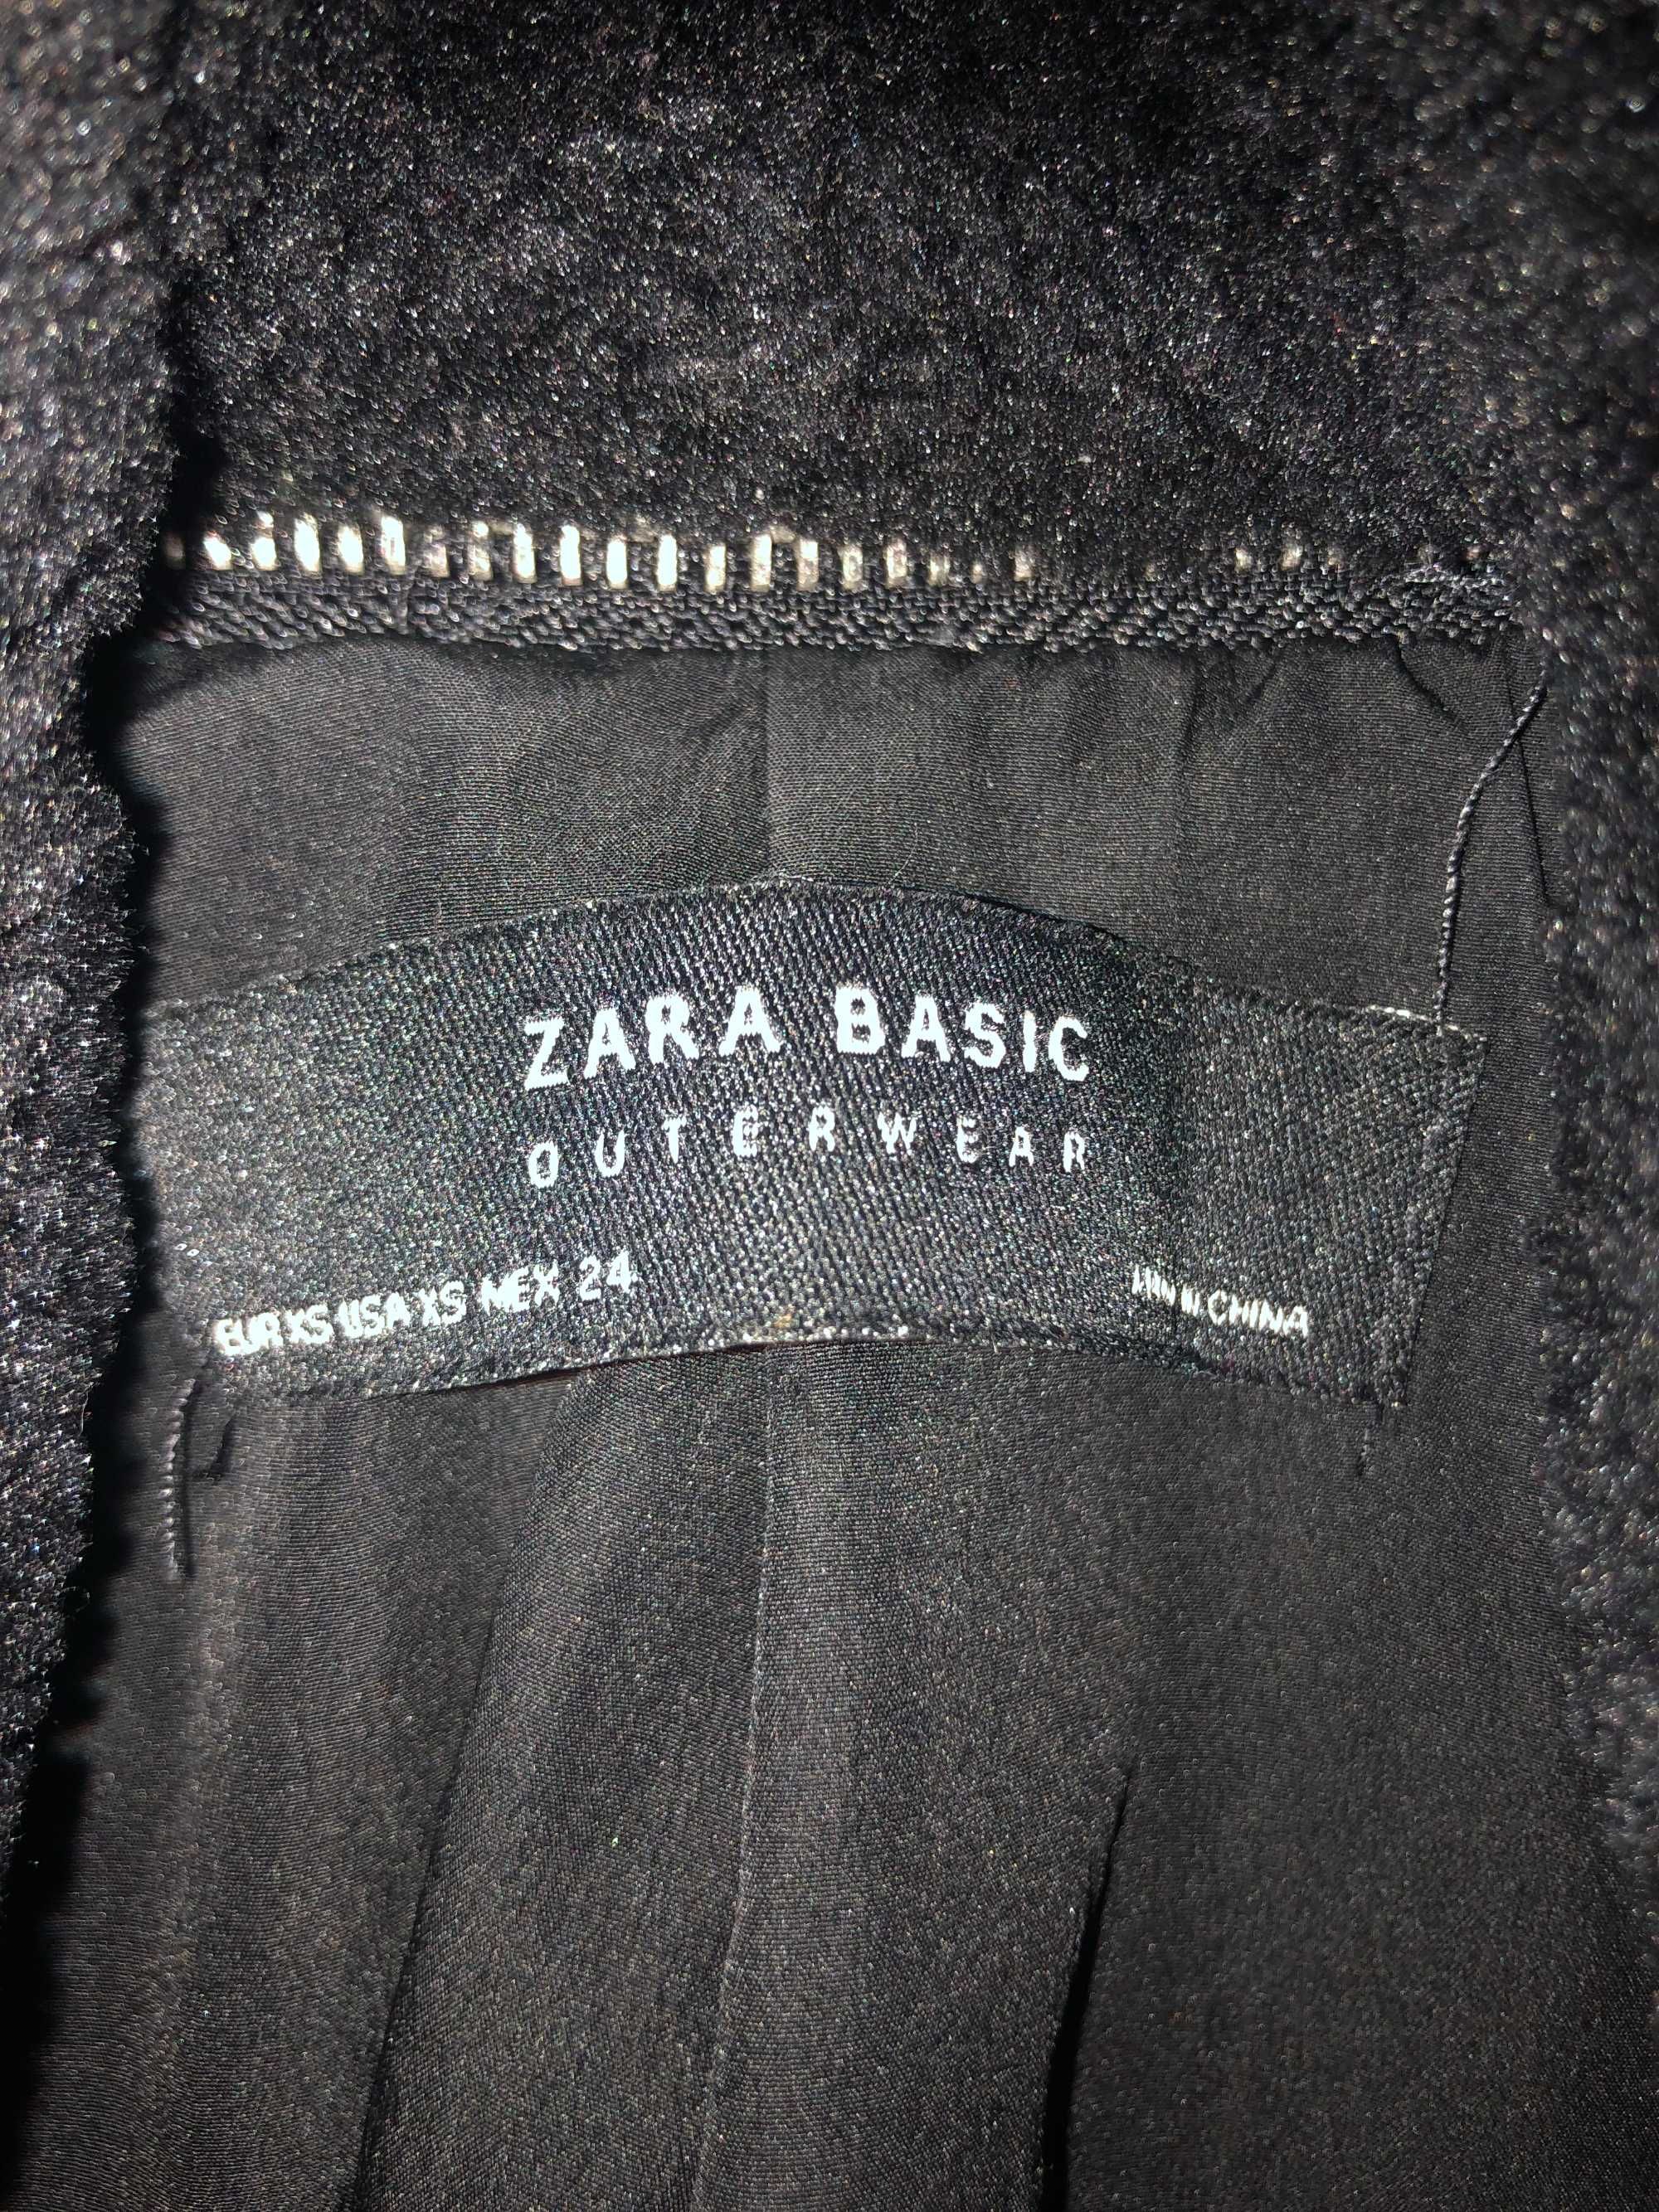 ZARA BASIC
OUTERWEAR
EUR XS USA XS MEX 24
CHINA